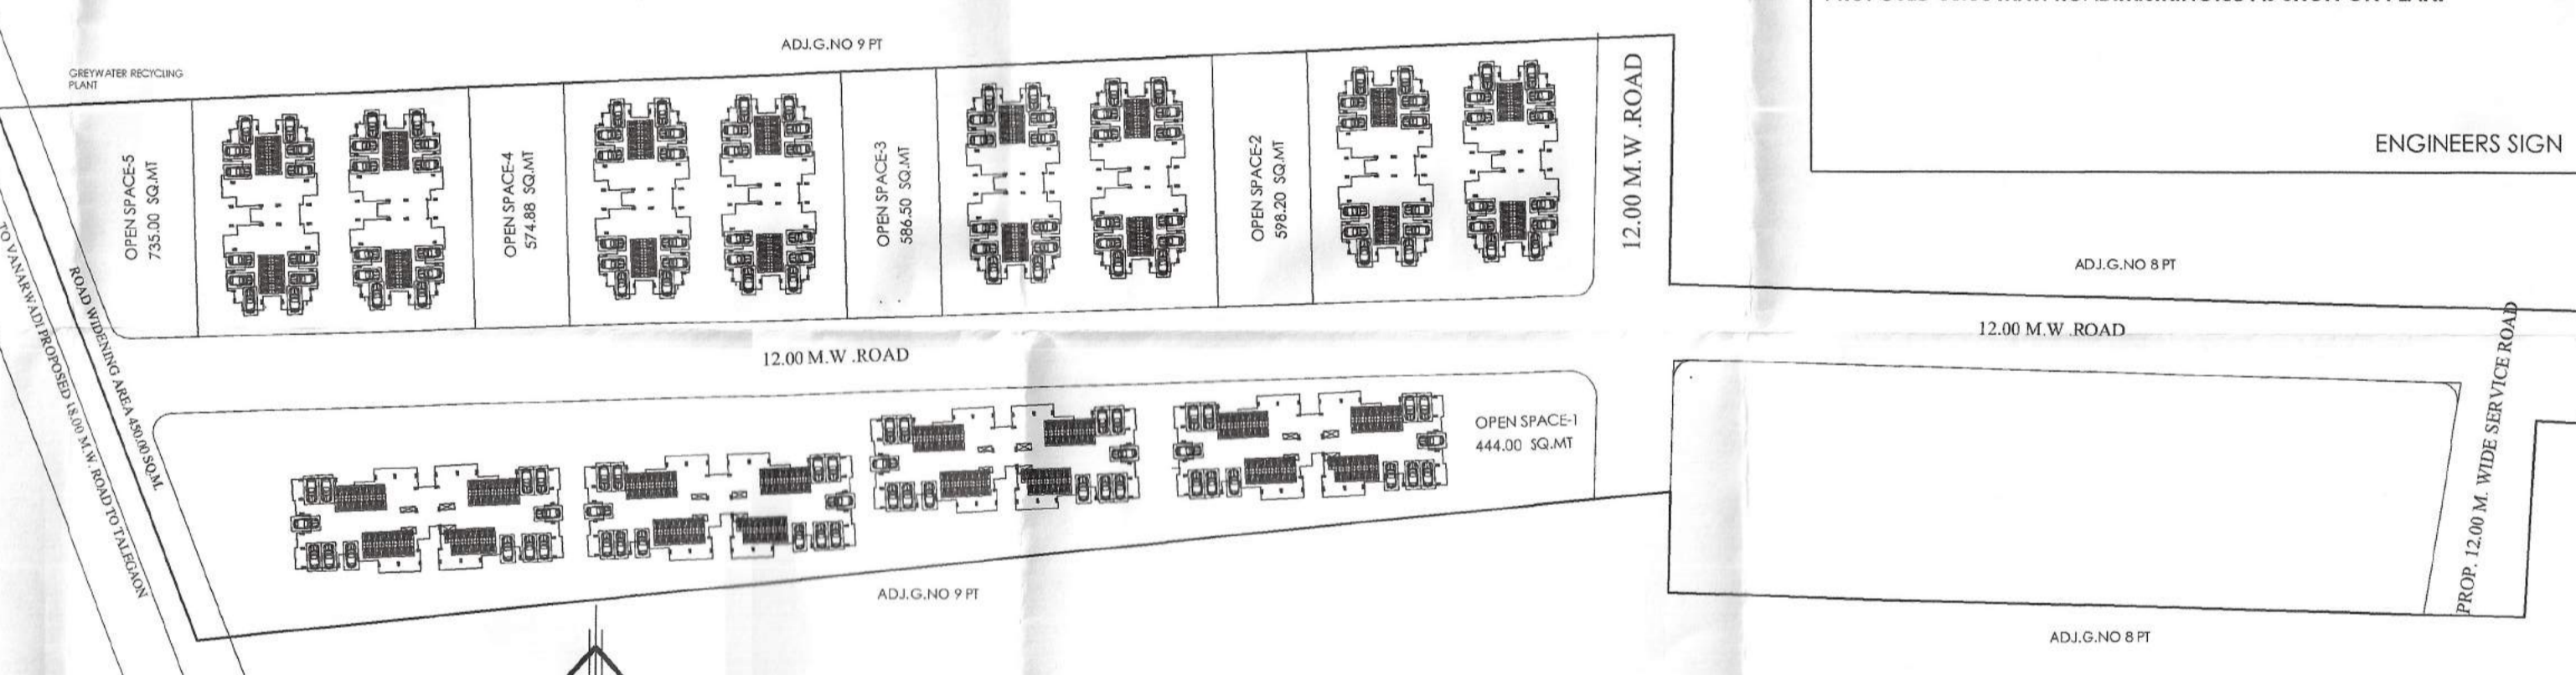 ADJ.G.NO 9 PT
GREYWATER RECYCLING
PLANT
OPEN SPACE-5
735.00 SQ.MT
OPEN SPACE-4
574.88 SQ.MT
OPEN SPACE-3
586.50 SQ.MT
OPEN SPACE-2
598.20 SQ.MT
12.00 M.W .ROAD
ENGINEERS SIGN
ADJ.G.NO 8 PT
12.00 M.W .ROAD
12.00 M.W .ROAD
ROAD WIDENING AREA 450.00 SQ.M.
TO VANARWADI PROPOSED 18.00 M.W. ROAD TO TALEGAON
OPEN SPACE-1
444.00 SQ.MT
PROP. 12.00 M. WIDE SERVICE ROAD
ADJ.G.NO 9 PT
ADJ.G.NO 8 PT